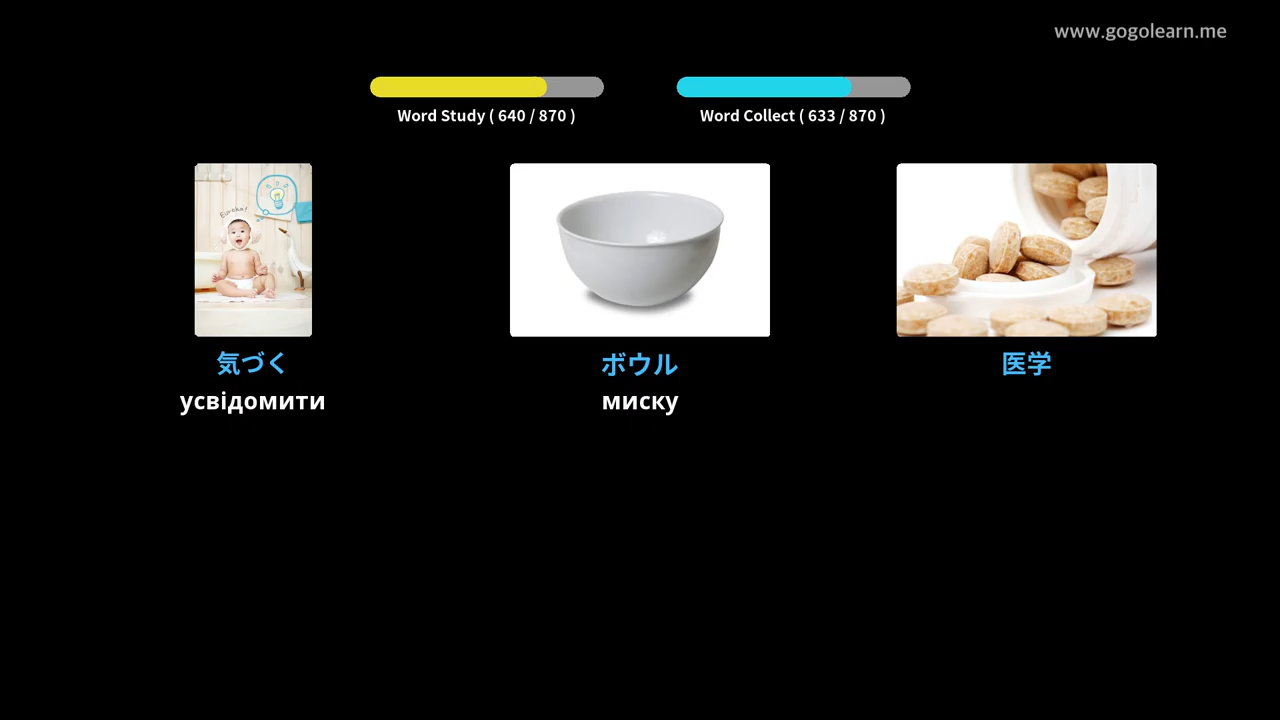 www.gogolearn.me
Word Study ( 640 / 870 )
Word Collect ( 633 / 870 )
Eureka!
気づく
ボウル
医学
усвідомити
миску